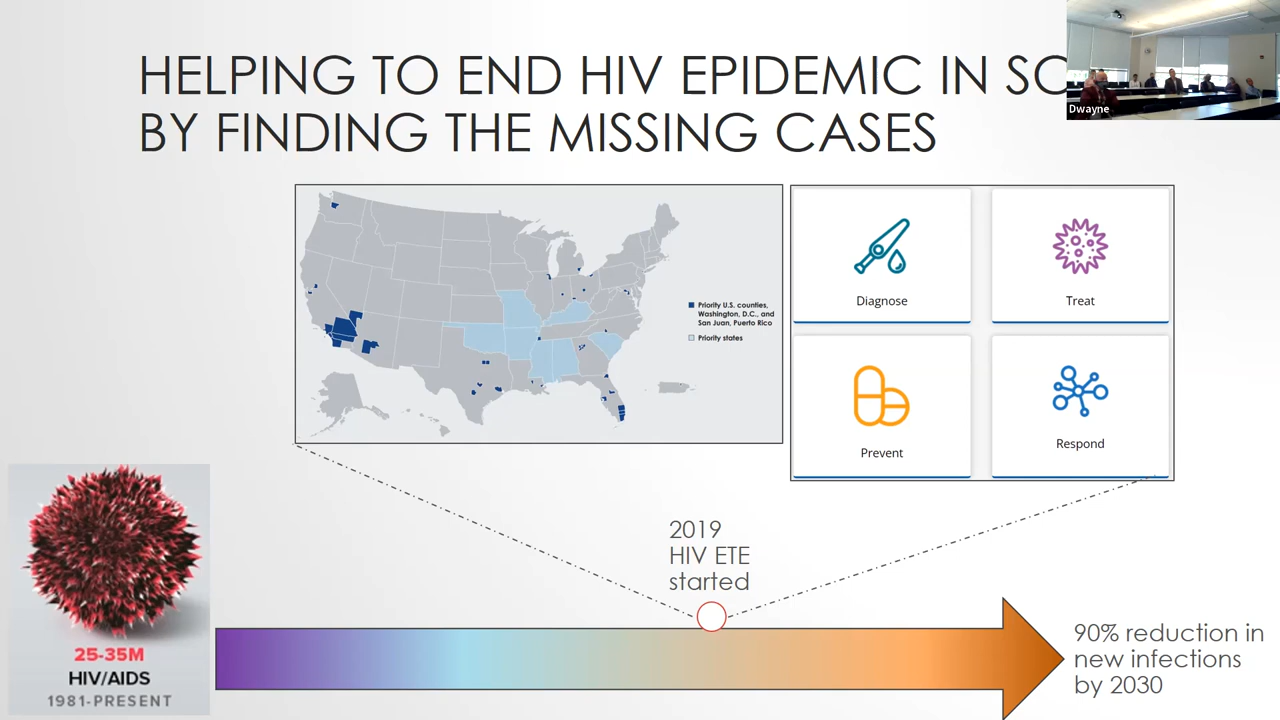 HELPING TO END HIV EPIDEMIC IN SC
BY FINDING THE MISSING CASES
Dwayne
Priority U.S. counties,
Washington, D.C., and
San Juan, Puerto Rico
Priority states
Diagnose
Treat
Prevent
Respond
2019
HIV ETE
started
25-35M
HIV/AIDS
1981-PRESENT
90% reduction in
new infections
by 2030